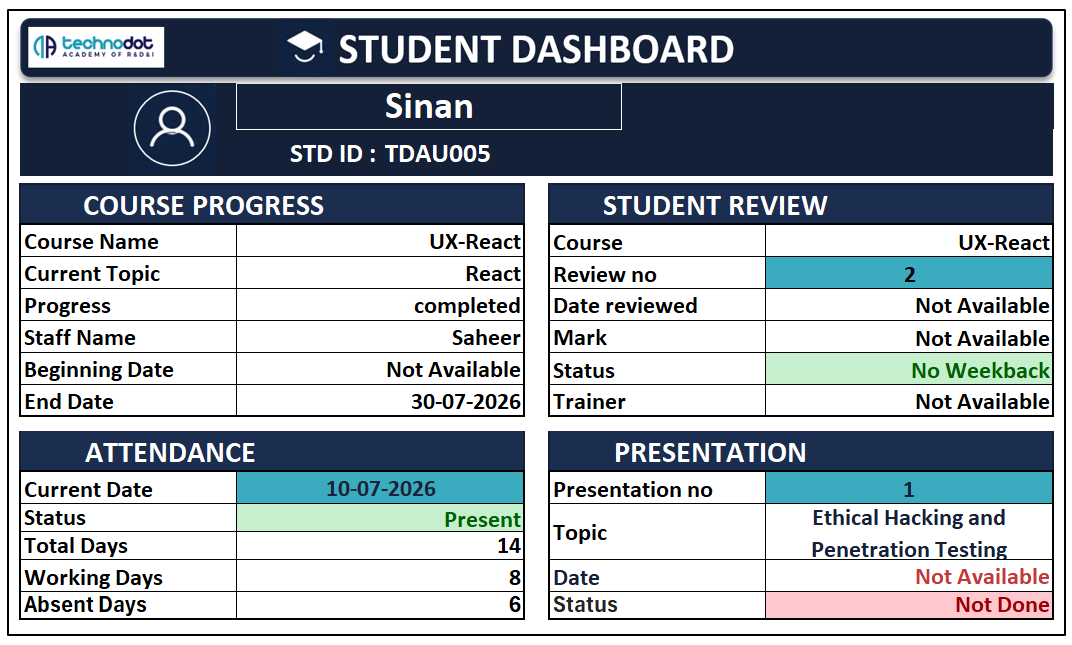 technodot
ACADEMY OF R&D&I
STUDENT DASHBOARD
Sinan
STD ID : TDAU005
COURSE PROGRESS
Course Name UX-React
Current Topic React
Progress completed
Staff Name Saheer
Beginning Date Not Available
End Date 30-07-2026
STUDENT REVIEW
Course UX-React
Review no 2
Date reviewed Not Available
Mark Not Available
Status No Weekback
Trainer Not Available
ATTENDANCE
Current Date 10-07-2026
Status Present
Total Days 14
Working Days 8
Absent Days 6
PRESENTATION
Presentation no 1
Topic Ethical Hacking and
Penetration Testing
Date Not Available
Status Not Done